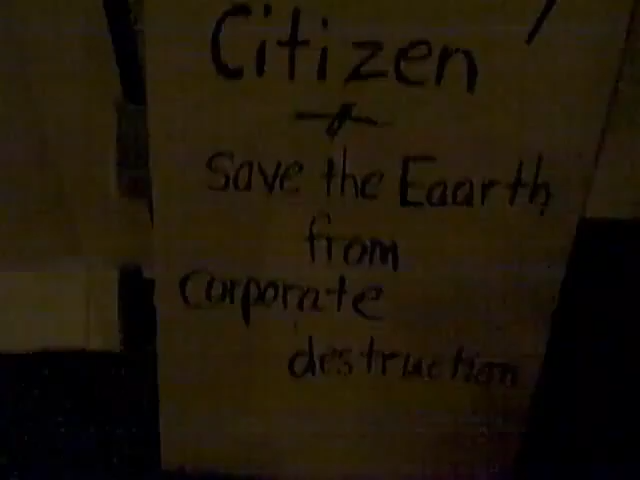 Citizen
save the Eaarth
from
corporate
destruction